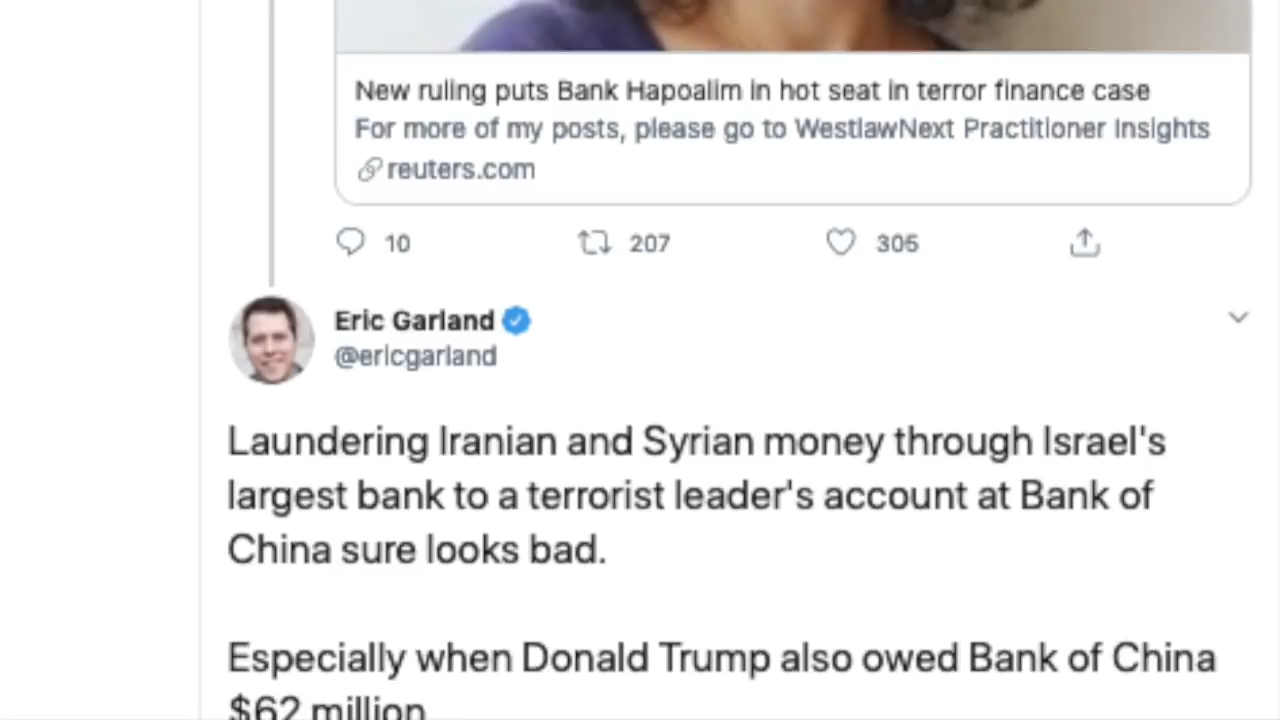 New ruling puts Bank Hapoalim in hot seat in terror finance case
For more of my posts, please go to WestlawNext Practitioner Insights
reuters.com
10 207 305
Eric Garland
@ericgarland
Laundering Iranian and Syrian money through Israel's
largest bank to a terrorist leader's account at Bank of
China sure looks bad.
Especially when Donald Trump also owed Bank of China
$62 million